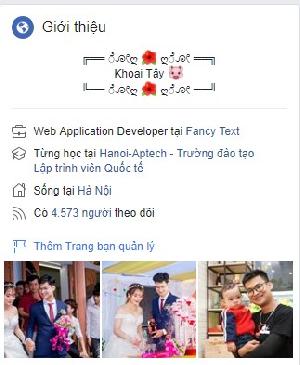 Giới thiệu
╔══ ೋღ 🌺 ღೋ ══╗
Khoai Tây 🐷
╚══ ೋღ 🌺 ღೋ ══╝
Web Application Developer tại Fancy Text
Từng học tại Hanoi-Aptech - Trường đào tạo
Lập trình viên Quốc tế
Sống tại Hà Nội
Có 4.573 người theo dõi
Thêm Trang bạn quản lý